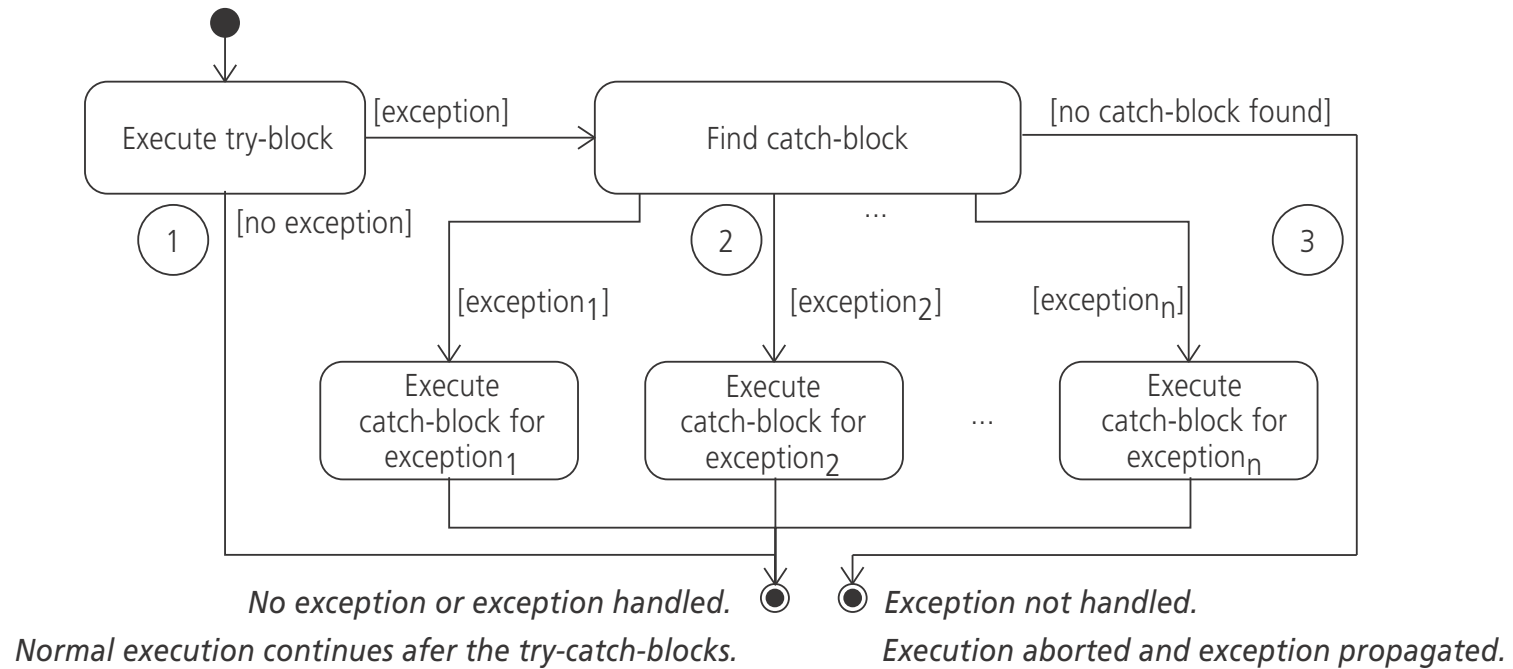 [exception]
[no catch-block found]
Execute try-block
Find catch-block
1
[no exception]
2
...
3
[exception1]
[exception2]
[exceptionn]
Execute
catch-block for
exception1
Execute
catch-block for
exception2
...
Execute
catch-block for
exceptionn
No exception or exception handled.
Normal execution continues afer the try-catch-blocks.
Exception not handled.
Execution aborted and exception propagated.